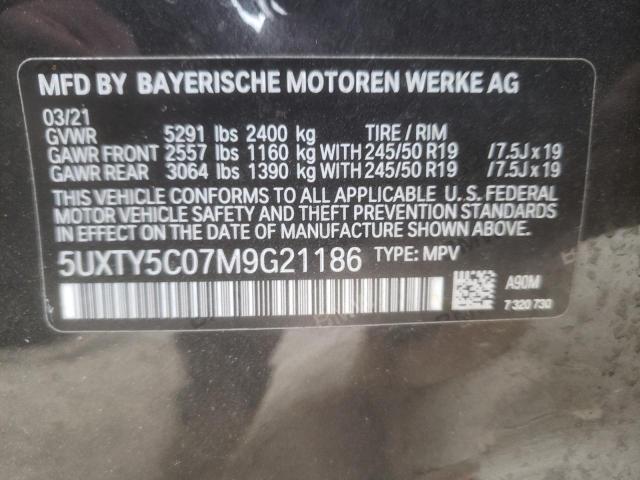 MFD BY BAYERISCHE MOTOREN WERKE AG
03/21
GVWR 5291 lbs 2400 kg TIRE / RIM
GAWR FRONT 2557 lbs 1160 kg WITH 245/50 R19 /7.5J x 19
GAWR REAR 3064 lbs 1390 kg WITH 245/50 R19 /7.5J x 19
THIS VEHICLE CONFORMS TO ALL APPLICABLE U.S. FEDERAL
MOTOR VEHICLE SAFETY AND THEFT PREVENTION STANDARDS
IN EFFECT ON THE DATE OF MANUFACTURE SHOWN ABOVE.
5UXTY5C07M9G21186 TYPE: MPV
A90M
7 320 730